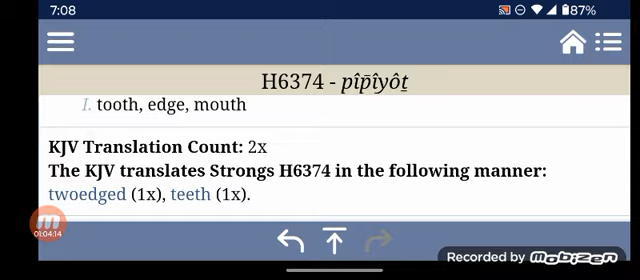 7:08
87%
H6374 - pîp̄îyôṯ
I. tooth, edge, mouth
KJV Translation Count: 2x
The KJV translates Strongs H6374 in the following manner:
twoedged (1x), teeth (1x).
01:04:14
Recorded by Mobizen